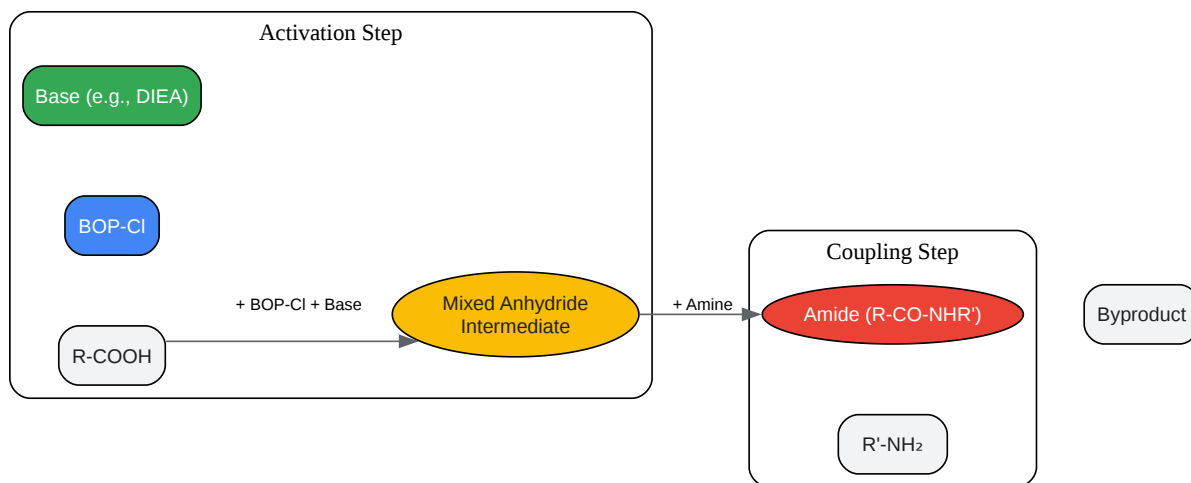 Activation Step
Base (e.g., DIEA)
BOP-Cl
R-COOH
+ BOP-Cl + Base
Mixed Anhydride
Intermediate
+ Amine
Coupling Step
Amide (R-CO-NHR')
R'-NH₂
Byproduct